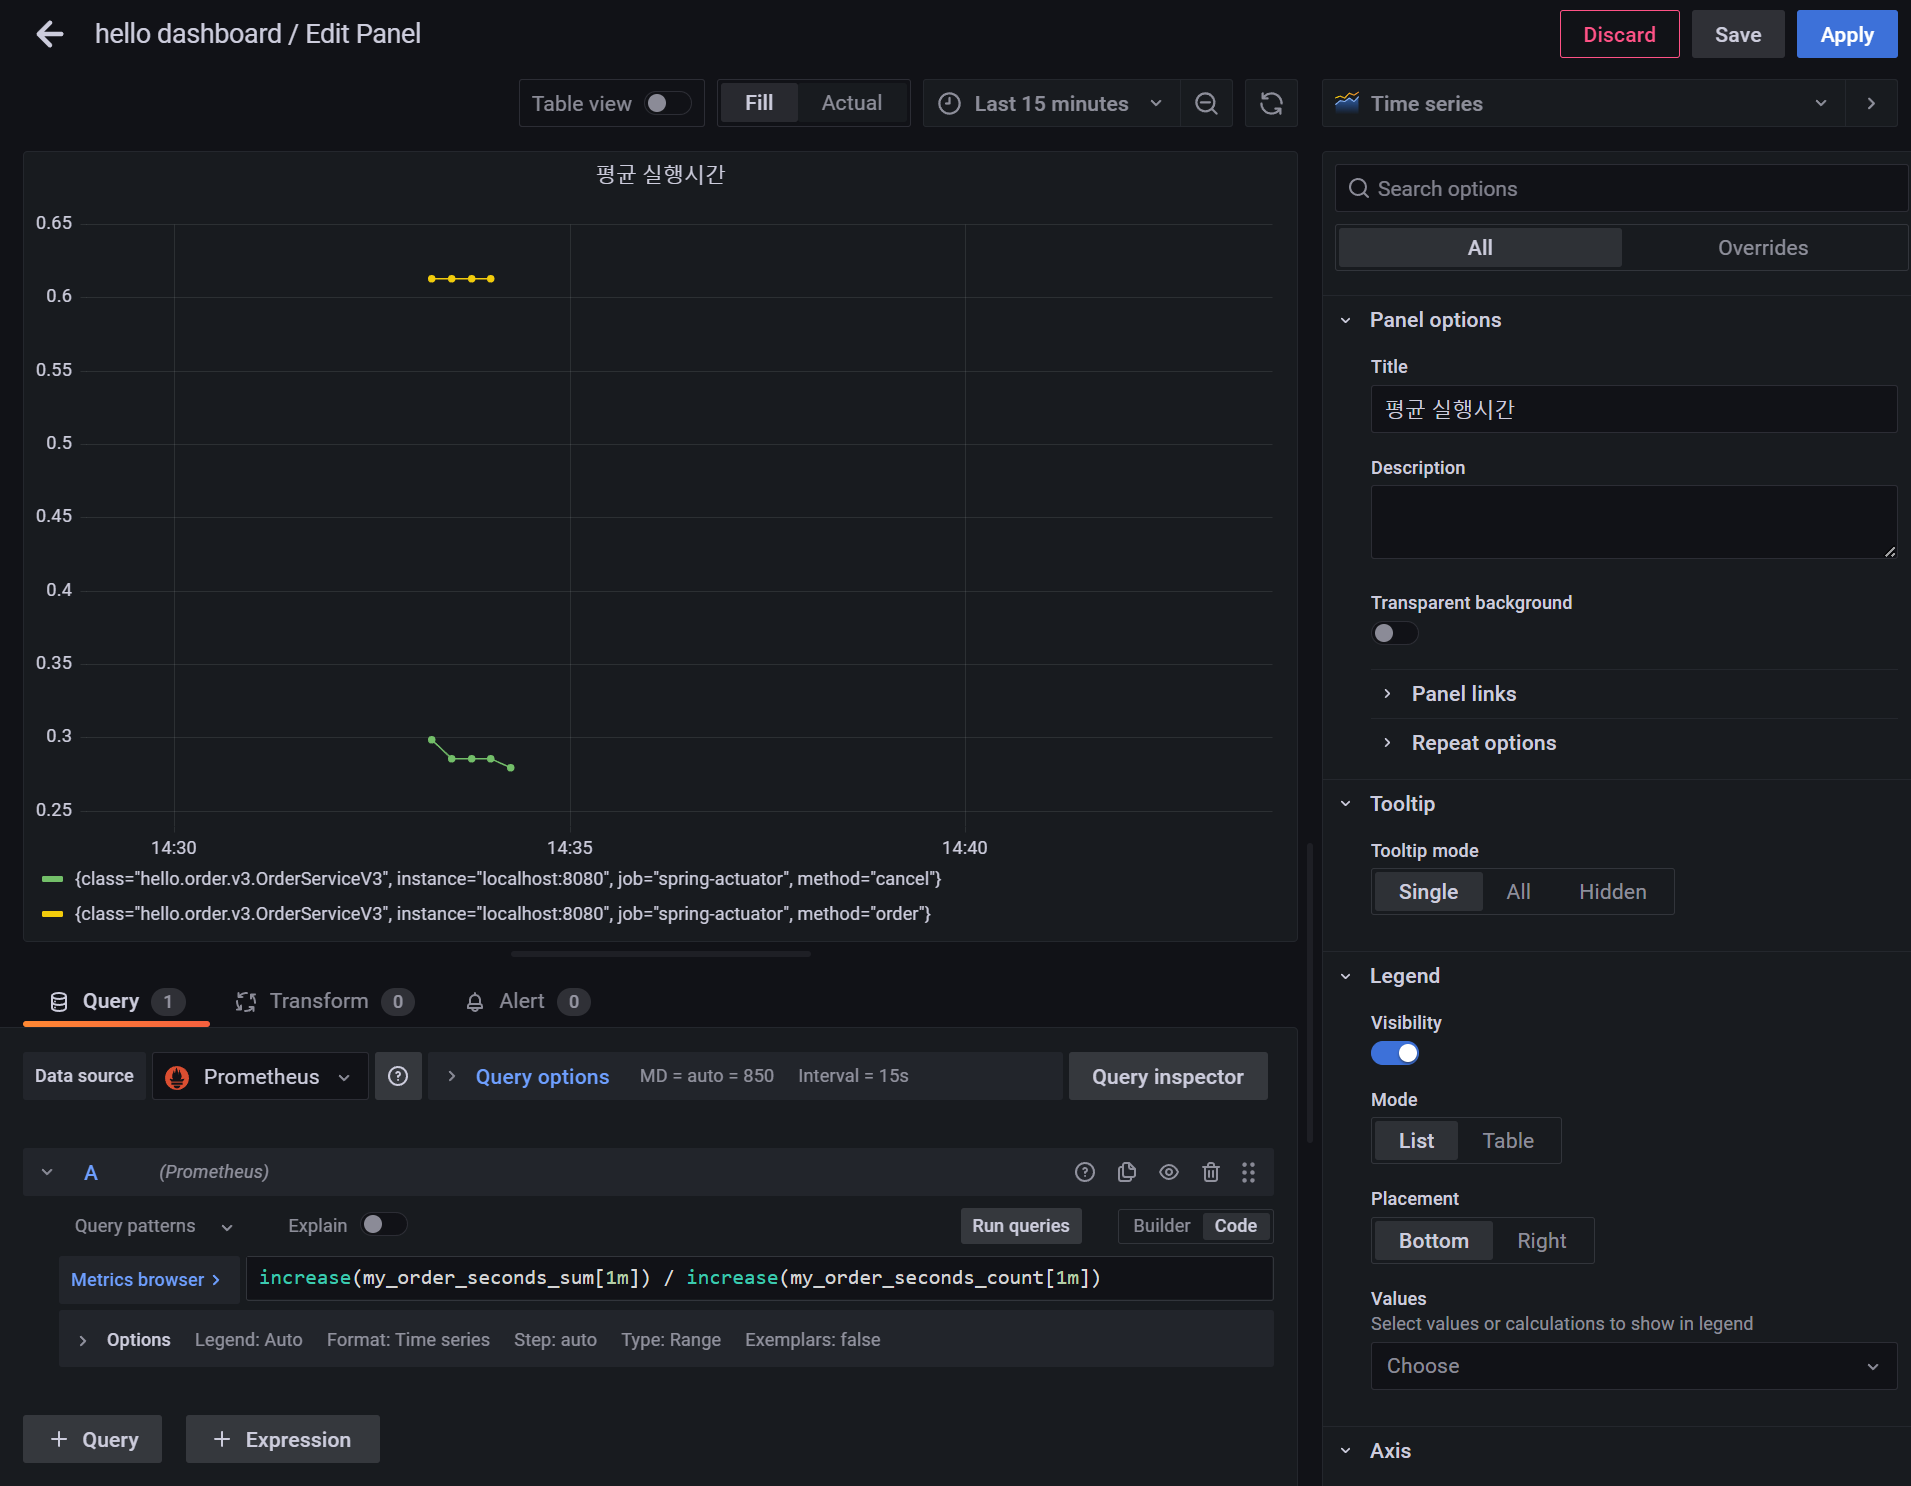 hello dashboard / Edit Panel
Discard
Save
Apply
Table view
Fill
Actual
Last 15 minutes
Time series
평균 실행시간
0.65
0.6
0.55
0.5
0.45
0.4
0.35
0.3
0.25
14:30
14:35
14:40
{class="hello.order.v3.OrderServiceV3", instance="localhost:8080", job="spring-actuator", method="cancel"}
{class="hello.order.v3.OrderServiceV3", instance="localhost:8080", job="spring-actuator", method="order"}
Query 1
Transform 0
Alert 0
Data source
Prometheus
Query options
MD = auto = 850
Interval = 15s
Query inspector
A
(Prometheus)
Query patterns
Explain
Run queries
Builder
Code
Metrics browser
increase(my_order_seconds_sum[1m]) / increase(my_order_seconds_count[1m])
Options
Legend: Auto
Format: Time series
Step: auto
Type: Range
Exemplars: false
+ Query
+ Expression
Search options
All
Overrides
Panel options
Title
평균 실행시간
Description
Transparent background
Panel links
Repeat options
Tooltip
Tooltip mode
Single
All
Hidden
Legend
Visibility
Mode
List
Table
Placement
Bottom
Right
Values
Select values or calculations to show in legend
Choose
Axis